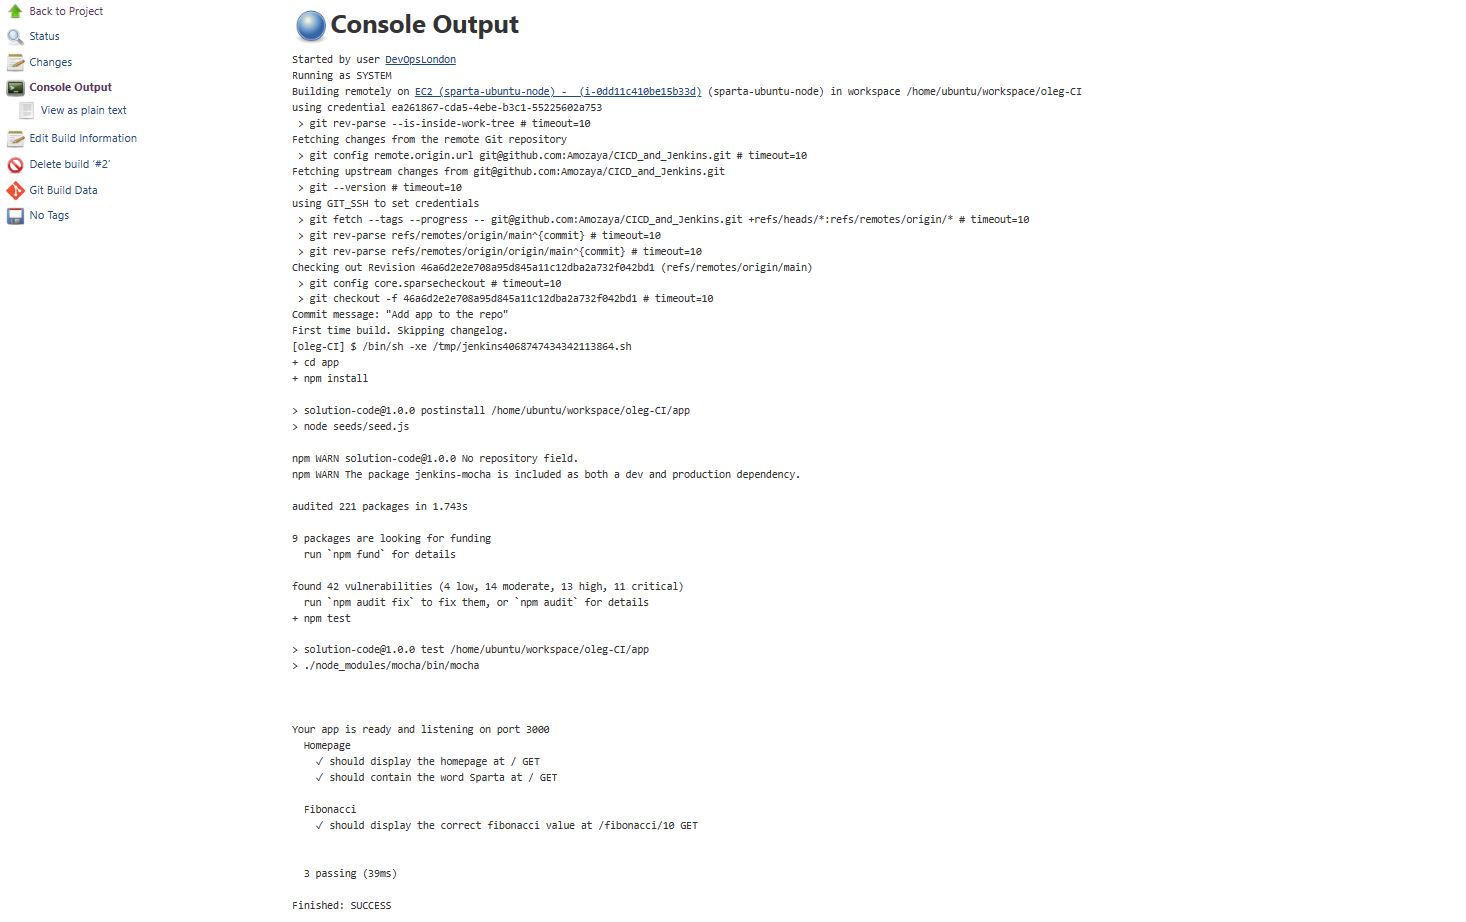 Back to Project
Status
Changes
Console Output
View as plain text
Edit Build Information
Delete build '#2'
Git Build Data
No Tags
Console Output
Started by user DevOpsLondon
Running as SYSTEM
Building remotely on EC2 (sparta-ubuntu-node) - (i-0dd11c410be15b33d) (sparta-ubuntu-node) in workspace /home/ubuntu/workspace/oleg-CI
using credential ea261867-cda5-4ebe-b3c1-55225602a753
> git rev-parse --is-inside-work-tree # timeout=10
Fetching changes from the remote Git repository
> git config remote.origin.url git@github.com:Amozaya/CICD_and_Jenkins.git # timeout=10
Fetching upstream changes from git@github.com:Amozaya/CICD_and_Jenkins.git
> git --version # timeout=10
using GIT_SSH to set credentials
> git fetch --tags --progress -- git@github.com:Amozaya/CICD_and_Jenkins.git +refs/heads/*:refs/remotes/origin/* # timeout=10
> git rev-parse refs/remotes/origin/main^{commit} # timeout=10
> git rev-parse refs/remotes/origin/origin/main^{commit} # timeout=10
Checking out Revision 46a6d2e2e708a95d845a11c12dba2a732f042bd1 (refs/remotes/origin/main)
> git config core.sparsecheckout # timeout=10
> git checkout -f 46a6d2e2e708a95d845a11c12dba2a732f042bd1 # timeout=10
Commit message: "Add app to the repo"
First time build. Skipping changelog.
[oleg-CI] $ /bin/sh -xe /tmp/jenkins4068747434342113864.sh
+ cd app
+ npm install
> solution-code@1.0.0 postinstall /home/ubuntu/workspace/oleg-CI/app
> node seeds/seed.js
npm WARN solution-code@1.0.0 No repository field.
npm WARN The package jenkins-mocha is included as both a dev and production dependency.
audited 221 packages in 1.743s
9 packages are looking for funding
run `npm fund` for details
found 42 vulnerabilities (4 low, 14 moderate, 13 high, 11 critical)
run `npm audit fix` to fix them, or `npm audit` for details
+ npm test
> solution-code@1.0.0 test /home/ubuntu/workspace/oleg-CI/app
> ./node_modules/mocha/bin/mocha
Your app is ready and listening on port 3000
Homepage
✓ should display the homepage at / GET
✓ should contain the word Sparta at / GET
Fibonacci
✓ should display the correct fibonacci value at /fibonacci/10 GET
3 passing (39ms)
Finished: SUCCESS